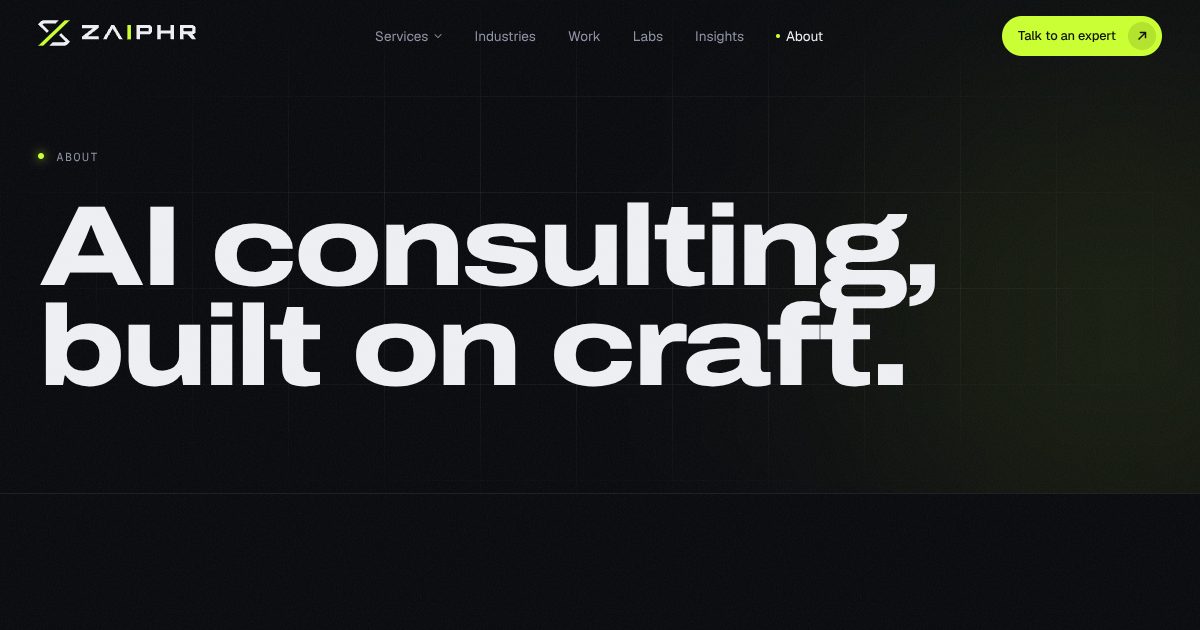 ZAIPHR
Services
Industries
Work
Labs
Insights
About
Talk to an expert
ABOUT
AI consulting,
built on craft.